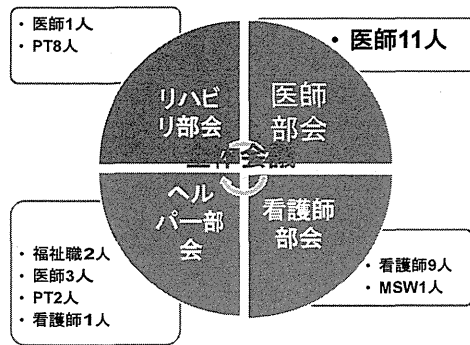 ・医師1人
・PT8人
・医師11人
リハビ
リ部会
医師
部会
会議
ヘル
パー部
会
看護師
部会
・福祉職2人
・医師3人
・PT2人
・看護師1人
・看護師9人
・MSW1人